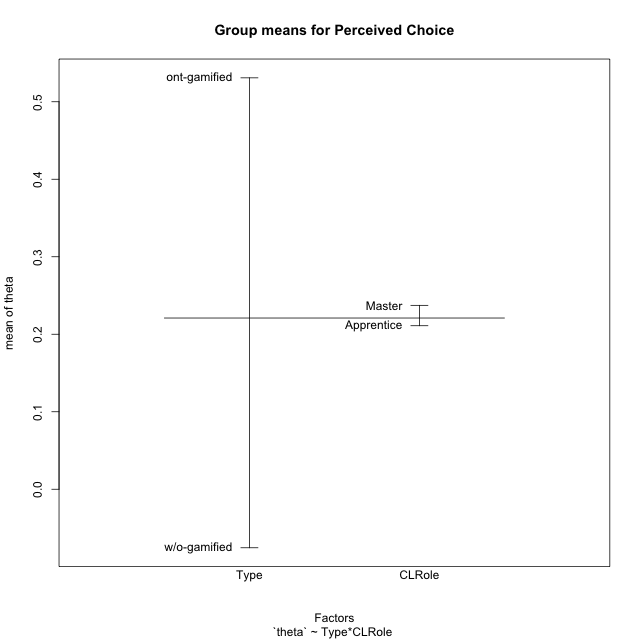 Group means for Perceived Choice
ont-gamified
0.5
0.4
0.3
0.2
0.1
0.0
mean of theta
Master
Apprentice
w/o-gamified
Type
CLRole
Factors
`theta` ~ Type*CLRole